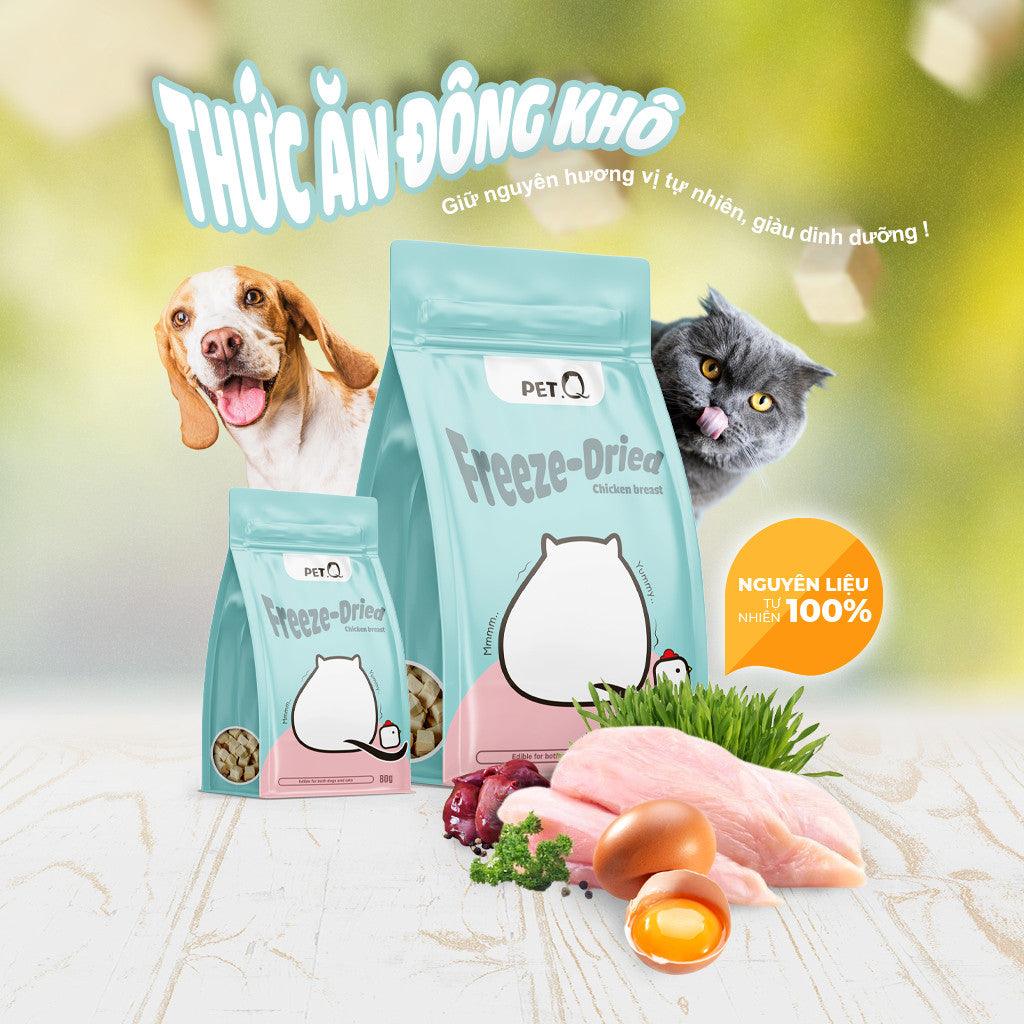 THỨC ĂN ĐÔNG KHÔ
Giữ nguyên hương vị tự nhiên, giàu dinh dưỡng !
PET.Q
Freeze-Dried
Chicken breast
Yummy..
Mmmm..
Edible for both
PET.Q
Freeze-Dried
Chicken breast
Yummy..
Mmmm..
Edible for both dogs and cats
80g
NGUYÊN LIỆU
TỰ NHIÊN 100%